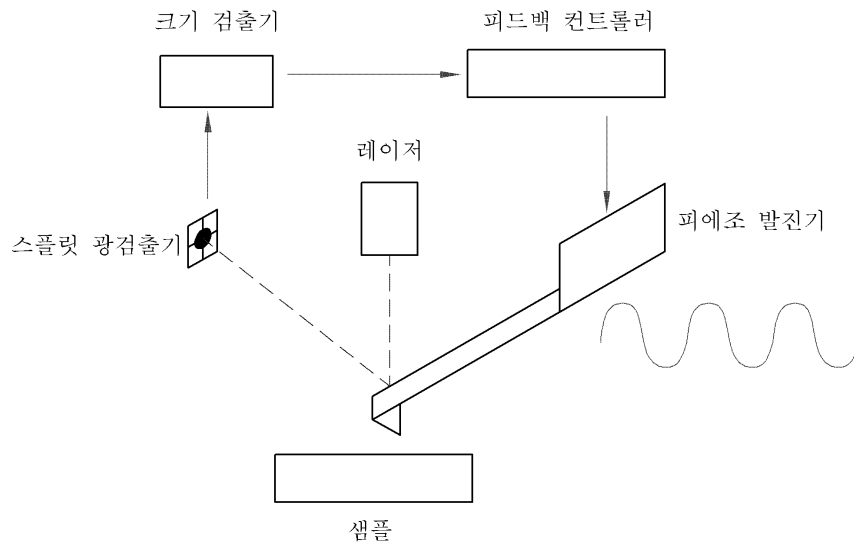 크기 검출기
피드백 컨트롤러
레이저
스플릿 광검출기
피에조 발진기
샘플